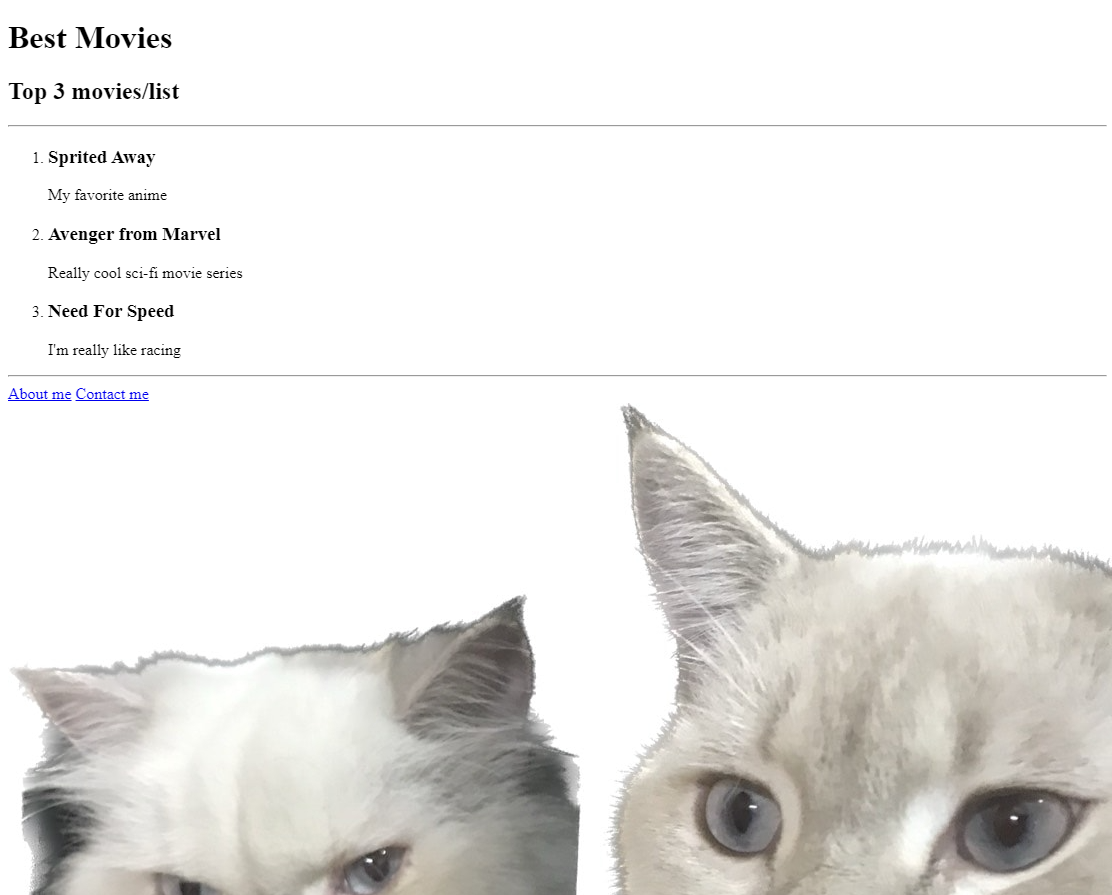 Best Movies
Top 3 movies/list
1. Sprited Away
My favorite anime
2. Avenger from Marvel
Really cool sci-fi movie series
3. Need For Speed
I'm really like racing
About me Contact me